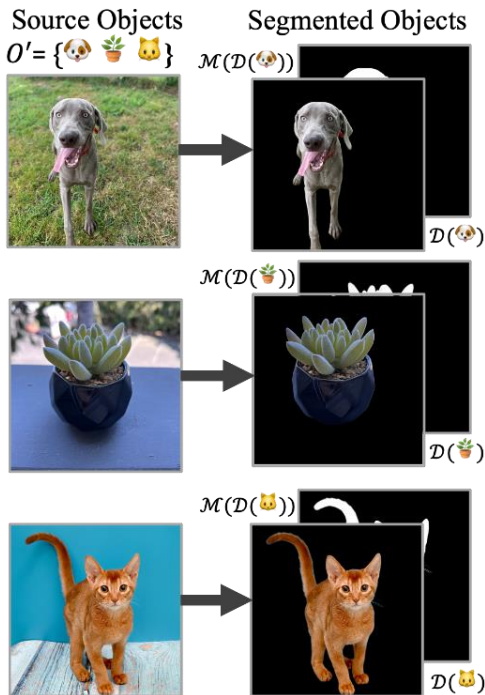 Source Objects
Segmented Objects
O'= {🐶 🪴 🐱}
ℳ(𝒟(🐶))
𝒟(🐶)
ℳ(𝒟(🪴))
𝒟(🪴)
ℳ(𝒟(🐱))
𝒟(🐱)